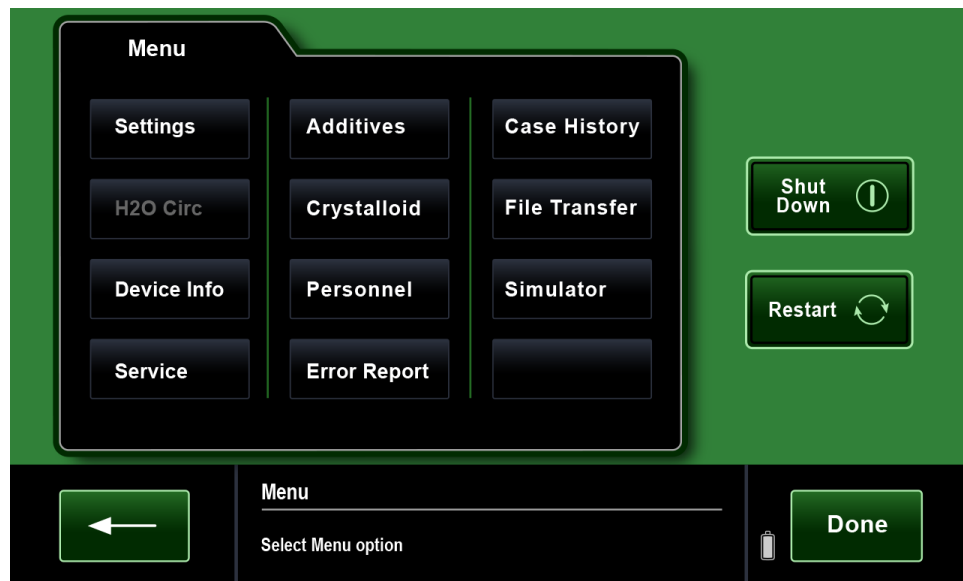 Menu
Settings
Additives
Case History
H2O Circ
Crystalloid
File Transfer
Device Info
Personnel
Simulator
Service
Error Report
Shut
Down
Restart
Menu
Select Menu option
Done